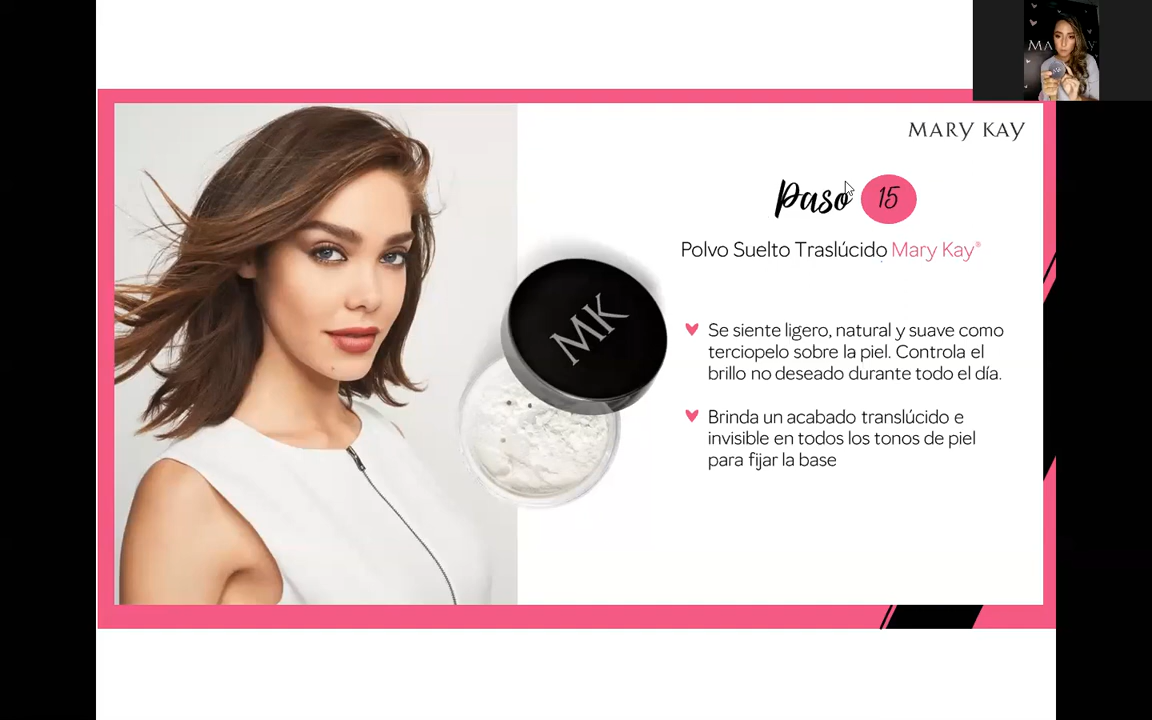 MARY KAY
Paso 15
Polvo Suelto Traslúcido Mary Kay®
MK
Se siente ligero, natural y suave como
terciopelo sobre la piel. Controla el
brillo no deseado durante todo el día.
Brinda un acabado translúcido e
invisible en todos los tonos de piel
para fijar la base